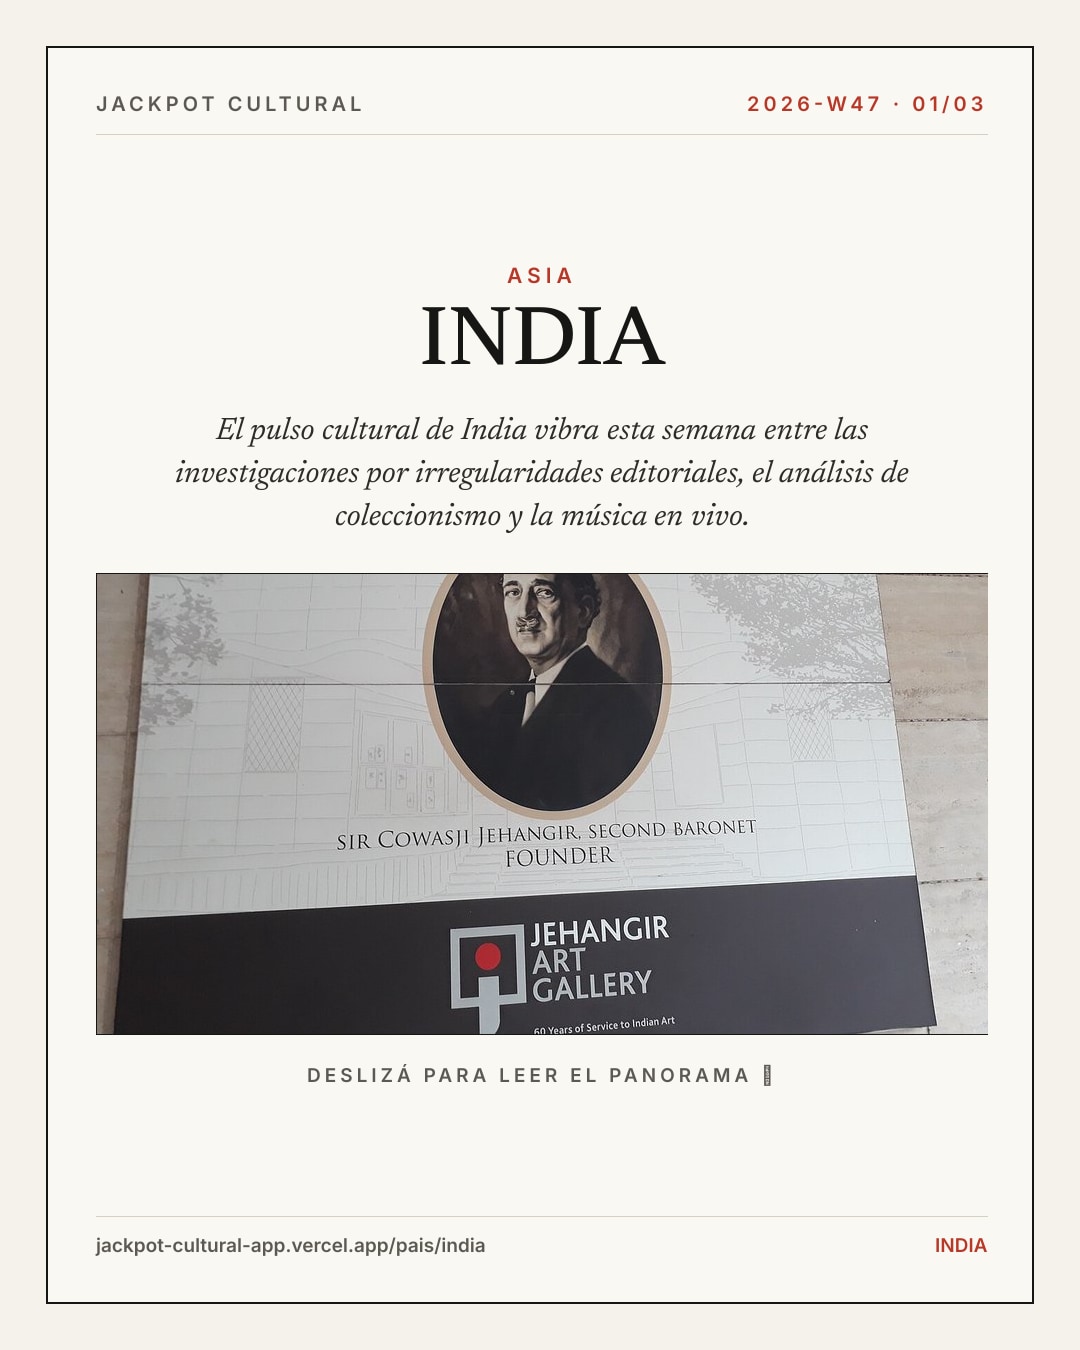 JACKPOT CULTURAL
2026-W47 · 01/03
ASIA
INDIA
El pulso cultural de India vibra esta semana entre las
investigaciones por irregularidades editoriales, el análisis de
coleccionismo y la música en vivo.
SIR COWASJI JEHANGIR, SECOND BARONET
FOUNDER
JEHANGIR
ART
GALLERY
60 Years of Service to Indian Art
DESLIZÁ PARA LEER EL PANORAMA
jackpot-cultural-app.vercel.app/pais/india
INDIA